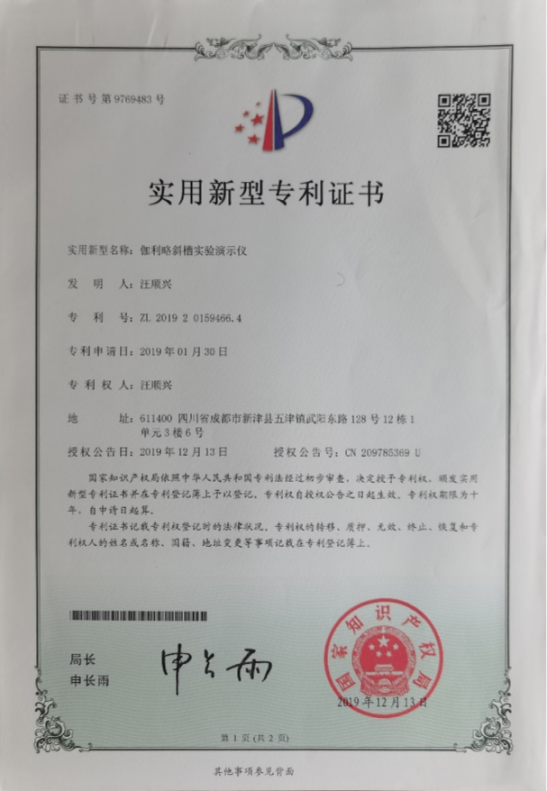 证书号第9769483号
实用新型专利证书
实用新型名称：伽利略斜槽实验演示仪
发明人：汪顺兴
专利号：ZL 2019 2 0159466.4
专利申请日：2019年01月30日
专利权人：汪顺兴
地址：611400 四川省成都市新津县五津镇武阳东路128号12栋1
单元3楼6号
授权公告日：2019年12月13日 授权公告号：CN 209785369 U
国家知识产权局依照中华人民共和国专利法经过初步审查，决定授予专利权，颁发实用
新型专利证书并在专利登记簿上予以登记。专利权自授权公告之日起生效。专利权期限为十
年，自申请日起算。
专利证书记载专利权登记时的法律状况。专利权的转移、质押、无效、终止、恢复和专
利权人的姓名或名称、国籍、地址变更等事项记载在专利登记簿上。
局长
申长雨
申长雨
国家知识产权局
2019年12月13日
第1页(共2页)
其他事项参见背面